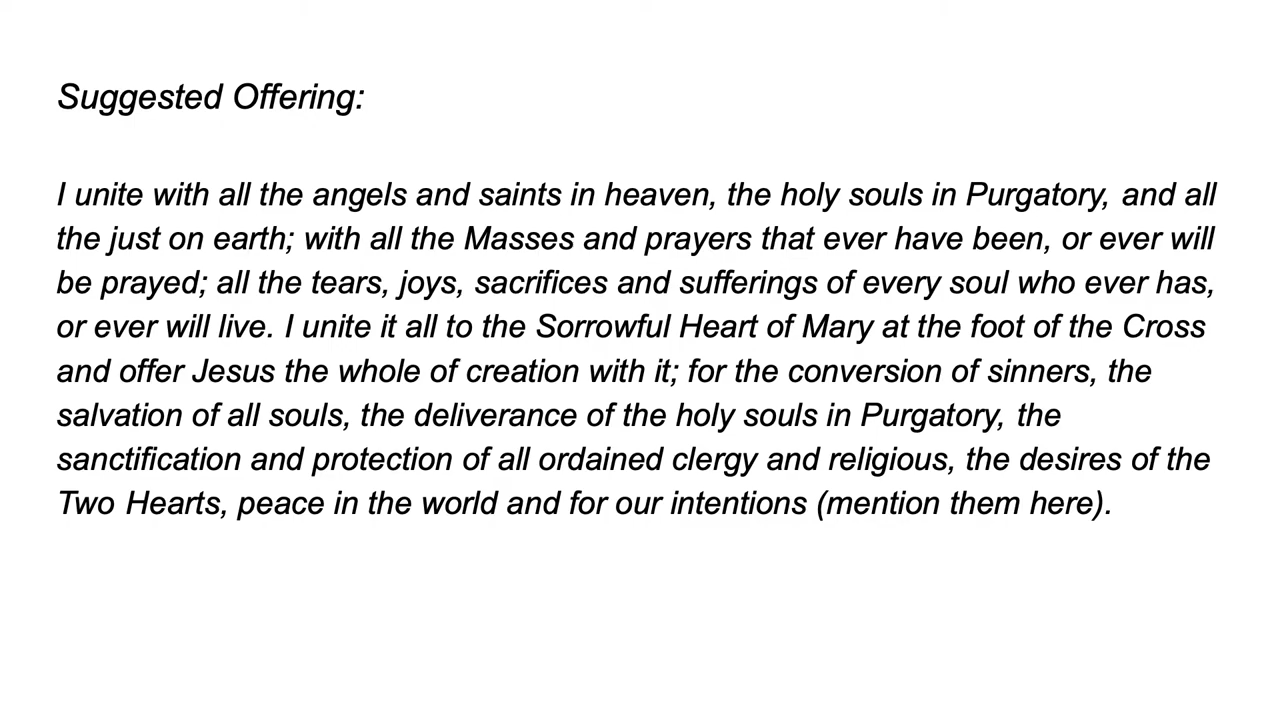 Suggested Offering:
I unite with all the angels and saints in heaven, the holy souls in Purgatory, and all
the just on earth; with all the Masses and prayers that ever have been, or ever will
be prayed; all the tears, joys, sacrifices and sufferings of every soul who ever has,
or ever will live. I unite it all to the Sorrowful Heart of Mary at the foot of the Cross
and offer Jesus the whole of creation with it; for the conversion of sinners, the
salvation of all souls, the deliverance of the holy souls in Purgatory, the
sanctification and protection of all ordained clergy and religious, the desires of the
Two Hearts, peace in the world and for our intentions (mention them here).